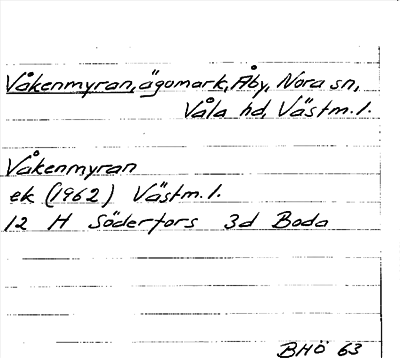 Våkenmyran, ägomark, Åby, Nora sn,
Våla hd, Västm. l.
Våkenmyran
ek (1962) Västm. l.
12 H Söderfors 3d Boda
BHÖ 63